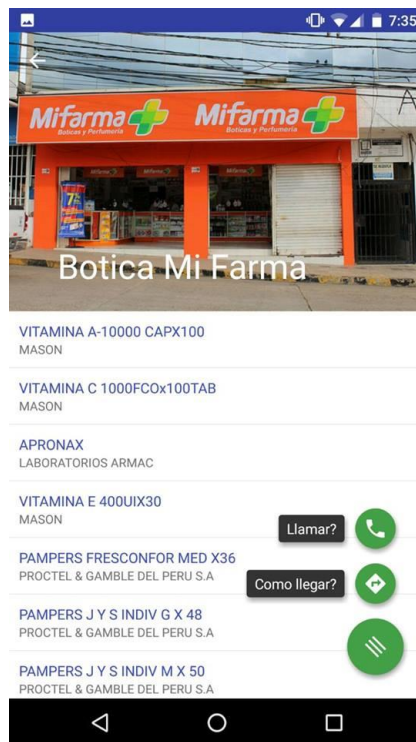 7:35
Mifarma
Boticas y Perfumería
Mifarma
Boticas y Perfumería
Botica Mi Farma
VITAMINA A-10000 CAPX100
MASON
VITAMINA C 1000FCOx100TAB
MASON
APRONAX
LABORATORIOS ARMAC
VITAMINA E 400UIX30
MASON
Llamar?
PAMPERS FRESCONFOR MED X36
PROCTEL & GAMBLE DEL PERU S.A
Como llegar?
PAMPERS J Y S INDIV G X 48
PROCTEL & GAMBLE DEL PERU S.A
PAMPERS J Y S INDIV M X 50
PROCTEL & GAMBLE DEL PERU S.A